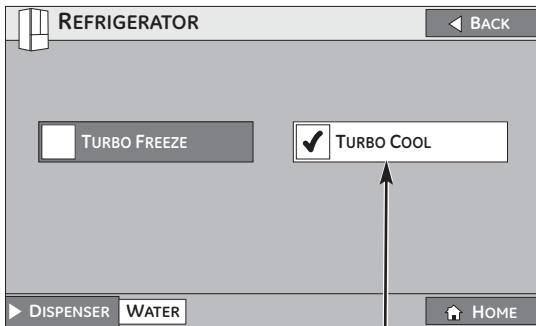 REFRIGERATOR BACK
TURBO FREEZE TURBO COOL
DISPENSER WATER HOME